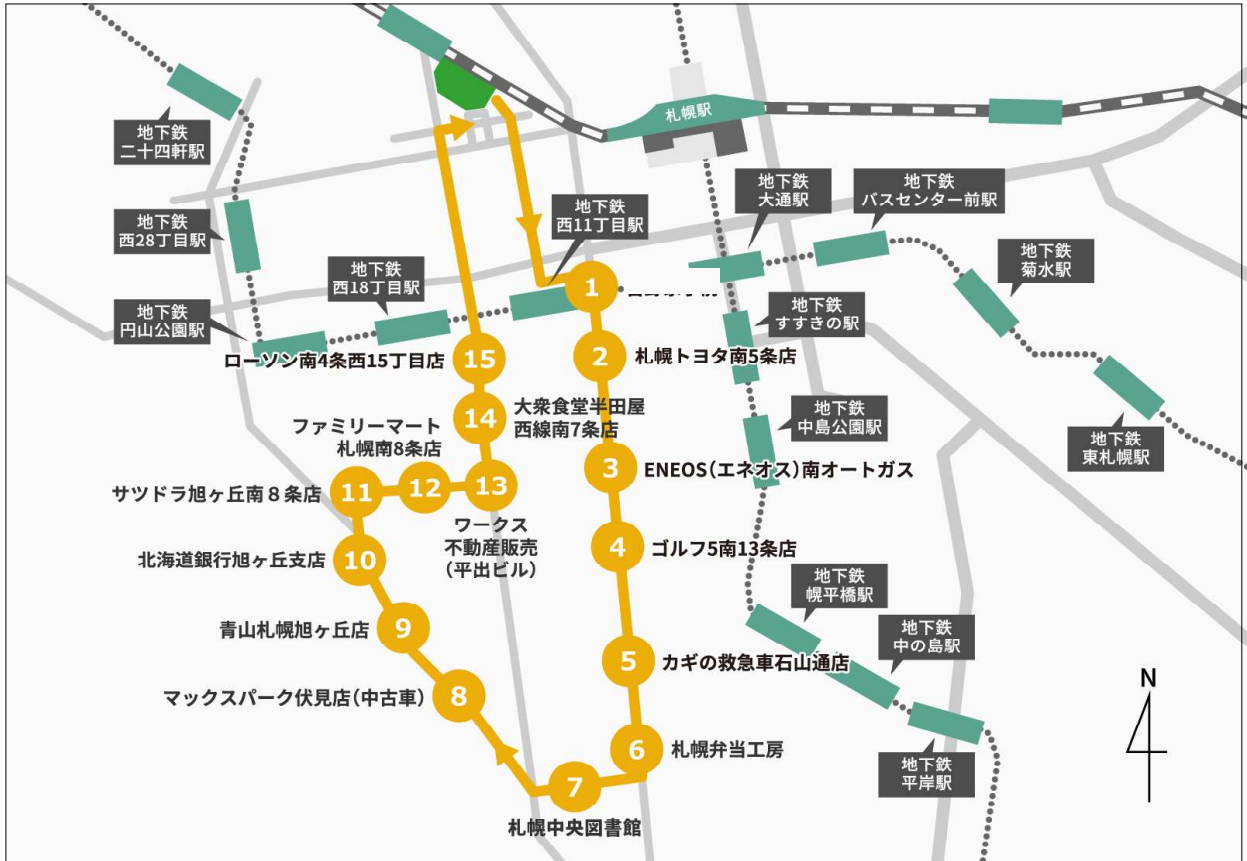 札幌駅
地下鉄
二十四軒駅
地下鉄
西28丁目駅
地下鉄
円山公園駅
地下鉄
西18丁目駅
地下鉄
西11丁目駅
地下鉄
大通駅
地下鉄
バスセンター前駅
地下鉄
菊水駅
地下鉄
すすきの駅
地下鉄
東札幌駅
地下鉄
中島公園駅
地下鉄
幌平橋駅
地下鉄
中の島駅
地下鉄
平岸駅
N
1
2
札幌トヨタ南5条店
3
ENEOS（エネオス）南オートガス
4
ゴルフ5南13条店
5
カギの救急車石山通店
6
札幌弁当工房
7
札幌中央図書館
8
マックスパーク伏見店（中古車）
9
青山札幌旭ヶ丘店
10
北海道銀行旭ヶ丘支店
11
サツドラ旭ヶ丘南８条店
12
ファミリーマート
札幌南8条店
13
ワークス
不動産販売
（平出ビル）
14
大衆食堂半田屋
西線南7条店
15
ローソン南4条西15丁目店